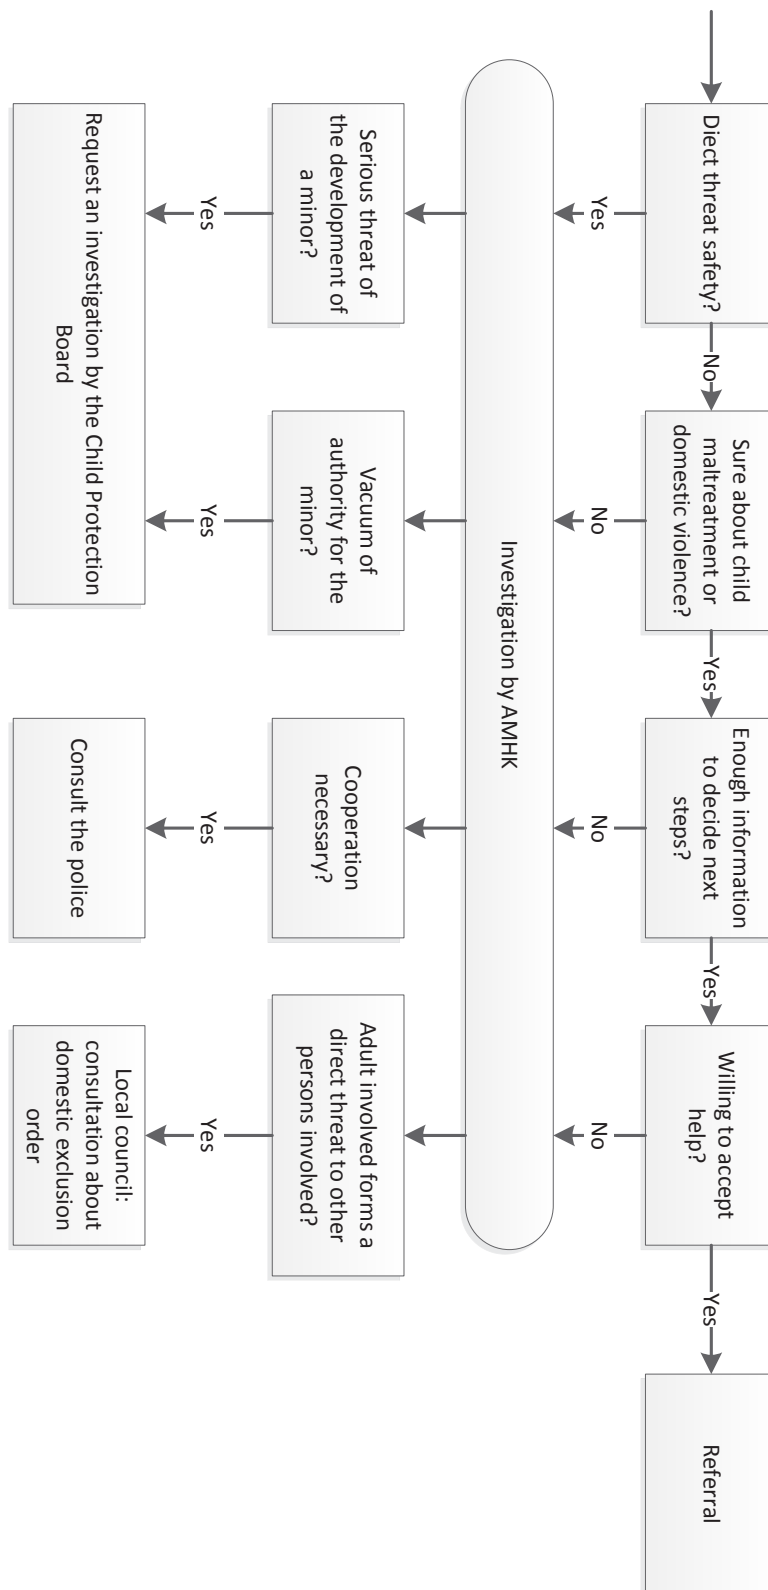 Diect threat safety?
No
Sure about child
maltreatment or
domestic violence?
Yes
Enough information
to decide next
steps?
Yes
Willing to accept
help?
Yes
Referral
Yes
No
No
No
Investigation by AMHK
Serious threat of
the development of
a minor?
Vacuum of
authority for the
minor?
Cooperation
necessary?
Adult involved forms a
direct threat to other
persons involved?
Yes
Yes
Yes
Yes
Request an investigation by the Child Protection
Board
Consult the police
Local council:
consultation about
domestic exclusion
order